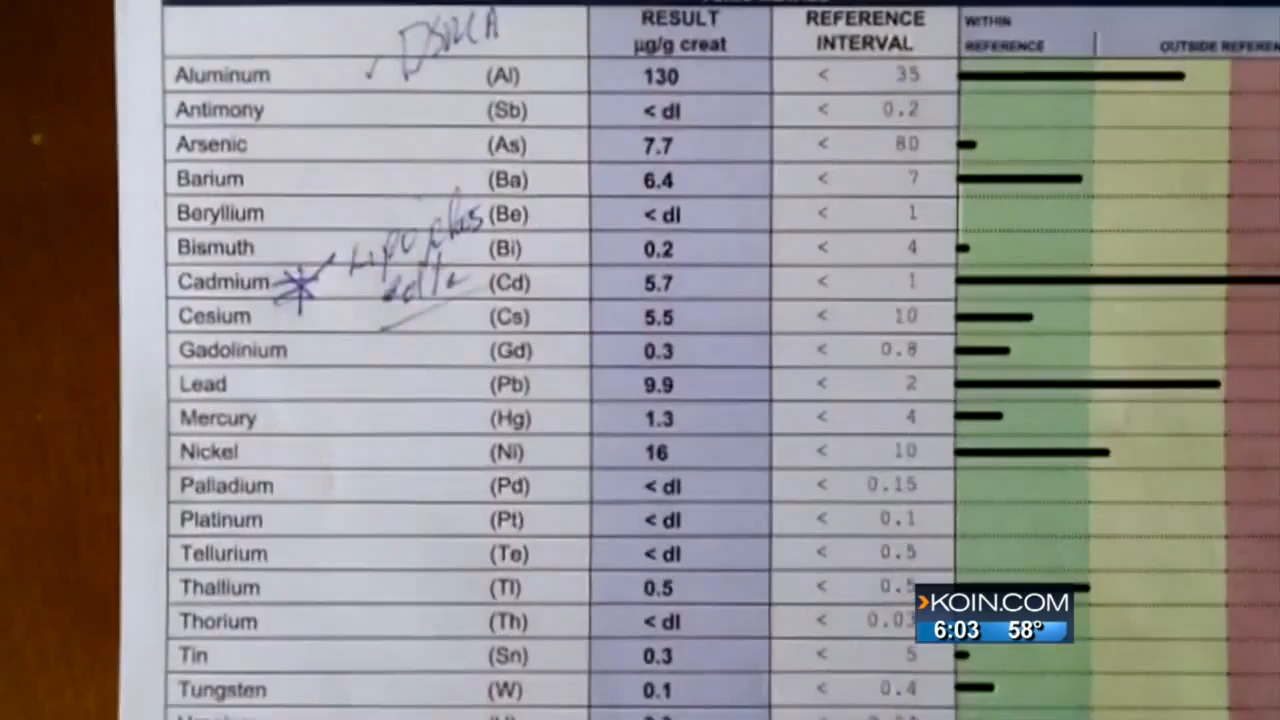 RESULT REFERENCE WITHIN
µg/g creat INTERVAL REFERENCE OUTSIDE REFEREN
Aluminum (Al) 130 < 35
Antimony (Sb) < dl < 0.2
Arsenic (As) 7.7 < 80
Barium (Ba) 6.4 < 7
Beryllium (Be) < dl < 1
Bismuth (Bi) 0.2 < 4
Cadmium (Cd) 5.7 < 1
Cesium (Cs) 5.5 < 10
Gadolinium (Gd) 0.3 < 0.8
Lead (Pb) 9.9 < 2
Mercury (Hg) 1.3 < 4
Nickel (Ni) 16 < 10
Palladium (Pd) < dl < 0.15
Platinum (Pt) < dl < 0.1
Tellurium (Te) < dl < 0.5
Thallium (Tl) 0.5 < 0.5
Thorium (Th) < dl < 0.03
Tin (Sn) 0.3 < 5
Tungsten (W) 0.1 < 0.4
KOIN.COM
6:03 58°